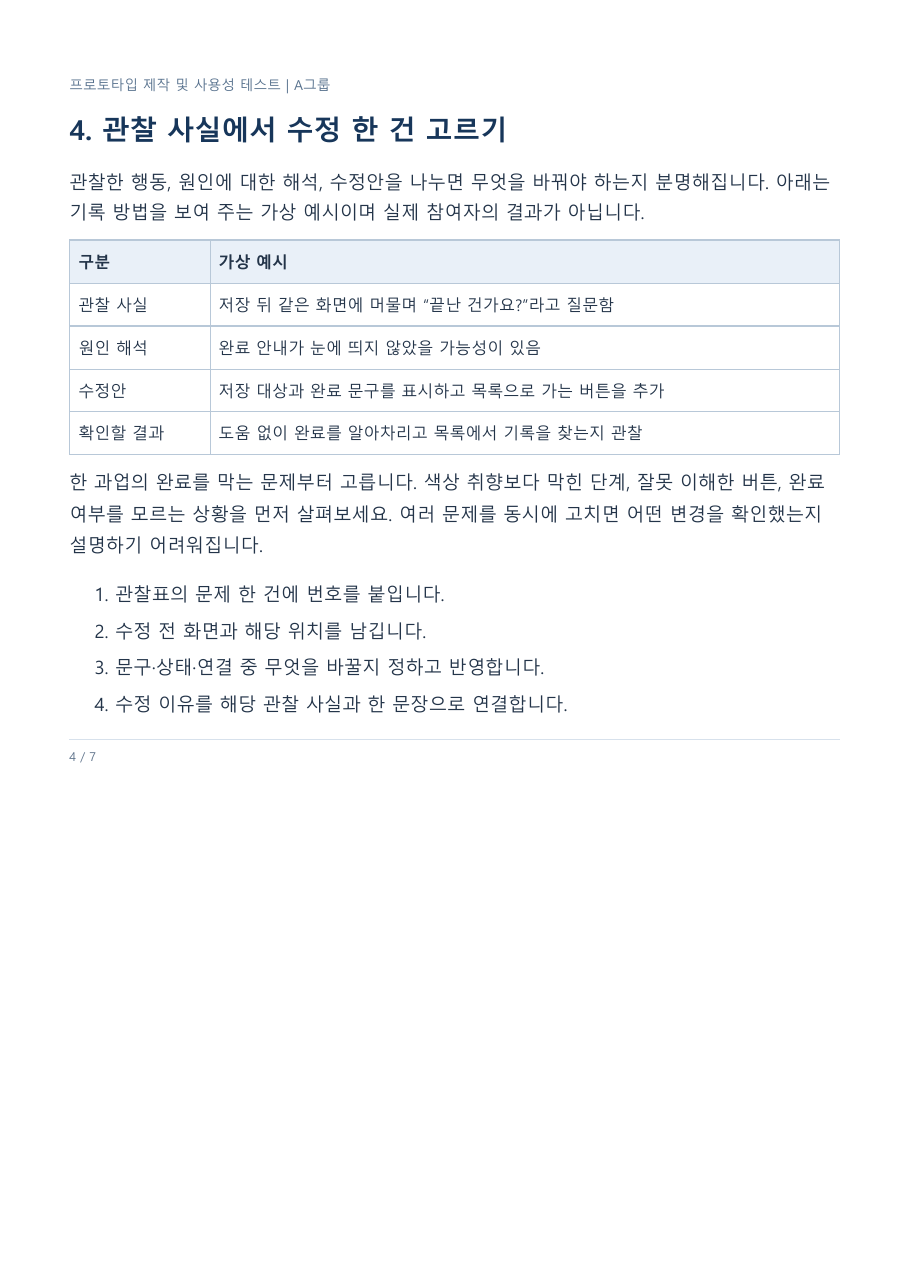 프로토타입 제작 및 사용성 테스트 | A그룹
4. 관찰 사실에서 수정 한 건 고르기
관찰한 행동, 원인에 대한 해석, 수정안을 나누면 무엇을 바꿔야 하는지 분명해집니다. 아래는
기록 방법을 보여 주는 가상 예시이며 실제 참여자의 결과가 아닙니다.
구분 가상 예시
관찰 사실 저장 뒤 같은 화면에 머물며 “끝난 건가요?”라고 질문함
원인 해석 완료 안내가 눈에 띄지 않았을 가능성이 있음
수정안 저장 대상과 완료 문구를 표시하고 목록으로 가는 버튼을 추가
확인할 결과 도움 없이 완료를 알아차리고 목록에서 기록을 찾는지 관찰
한 과업의 완료를 막는 문제부터 고릅니다. 색상 취향보다 막힌 단계, 잘못 이해한 버튼, 완료
여부를 모르는 상황을 먼저 살펴보세요. 여러 문제를 동시에 고치면 어떤 변경을 확인했는지
설명하기 어려워집니다.
1. 관찰표의 문제 한 건에 번호를 붙입니다.
2. 수정 전 화면과 해당 위치를 남깁니다.
3. 문구·상태·연결 중 무엇을 바꿀지 정하고 반영합니다.
4. 수정 이유를 해당 관찰 사실과 한 문장으로 연결합니다.
4 / 7